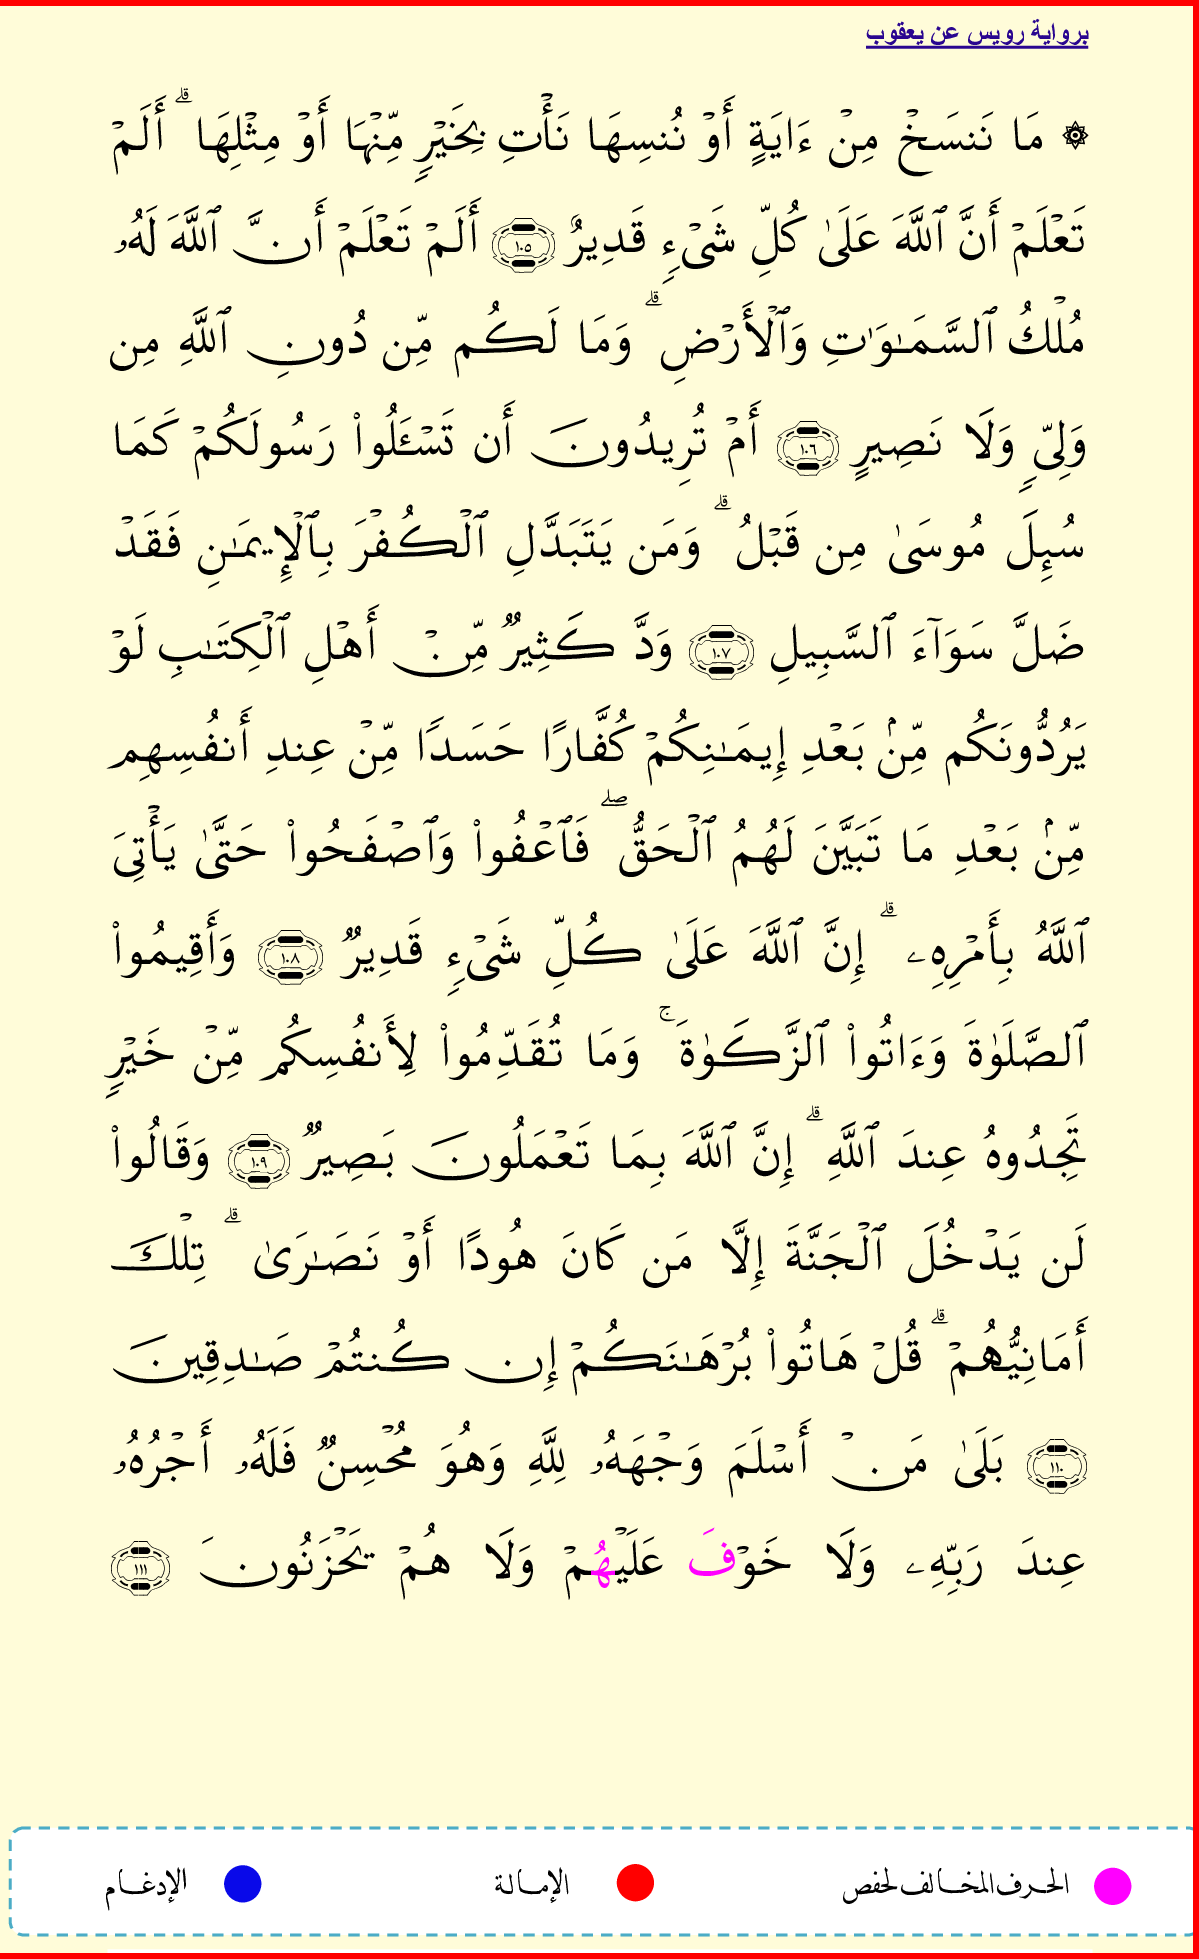 برواية رويس عن يعقوب
۞ مَا نَنسَخۡ مِنۡ ءَايَةٍ أَوۡ نُنسِهَا نَأۡتِ بِخَيۡرٖ مِّنۡهَا أَوۡ مِثۡلِهَاۗ أَلَمۡ
تَعۡلَمۡ أَنَّ ٱللَّهَ عَلَىٰ كُلِّ شَيۡءٖ قَدِيرٌ ١٠٥ أَلَمۡ تَعۡلَمۡ أَنَّ ٱللَّهَ لَهُۥ
مُلۡكُ ٱلسَّمَٰوَٰتِ وَٱلۡأَرۡضِۗ وَمَا لَكُم مِّن دُونِ ٱللَّهِ مِن
وَلِيّٖ وَلَا نَصِيرٍ ١٠٦ أَمۡ تُرِيدُونَ أَن تَسۡـَٔلُواْ رَسُولَكُمۡ كَمَا
سُئِلَ مُوسَىٰ مِن قَبۡلُۗ وَمَن يَتَبَدَّلِ ٱلۡكُفۡرَ بِٱلۡإِيمَٰنِ فَقَدۡ
ضَلَّ سَوَآءَ ٱلسَّبِيلِ ١٠٧ وَدَّ كَثِيرٞ مِّنۡ أَهۡلِ ٱلۡكِتَٰبِ لَوۡ
يَرُدُّونَكُم مِّنۢ بَعۡدِ إِيمَٰنِكُمۡ كُفَّارًا حَسَدٗا مِّنۡ عِندِ أَنفُسِهِم
مِّنۢ بَعۡدِ مَا تَبَيَّنَ لَهُمُ ٱلۡحَقُّۖ فَٱعۡفُواْ وَٱصۡفَحُواْ حَتَّىٰ يَأۡتِيَ
ٱللَّهُ بِأَمۡرِهِۦٓۗ إِنَّ ٱللَّهَ عَلَىٰ كُلِّ شَيۡءٖ قَدِيرٞ ١٠٨ وَأَقِيمُواْ
ٱلصَّلَوٰةَ وَءَاتُواْ ٱلزَّكَوٰةَۚ وَمَا تُقَدِّمُواْ لِأَنفُسِكُم مِّنۡ خَيۡرٖ
تَجِدُوهُ عِندَ ٱللَّهِۗ إِنَّ ٱللَّهَ بِمَا تَعۡمَلُونَ بَصِيرٞ ١٠٩ وَقَالُواْ
لَن يَدۡخُلَ ٱلۡجَنَّةَ إِلَّا مَن كَانَ هُودًا أَوۡ نَصَٰرَىٰۗ تِلۡكَ
أَمَانِيُّهُمۡۗ قُلۡ هَاتُواْ بُرۡهَٰنَكُمۡ إِن كُنتُمۡ صَٰدِقِينَ
١١٠ بَلَىٰ مَنۡ أَسۡلَمَ وَجۡهَهُۥ لِلَّهِ وَهُوَ مُحۡسِنٞ فَلَهُۥ أَجۡرُهُۥ
عِندَ رَبِّهِۦ وَلَا خَوۡفَ عَلَيۡهُمۡ وَلَا هُمۡ يَحۡزَنُونَ ١١١
الحرف المخالف لحفص
الإمالة
الإدغام